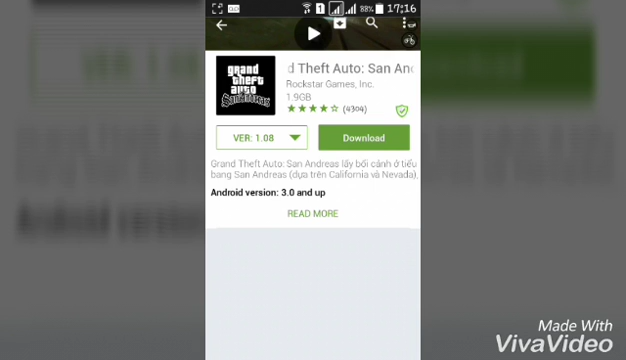 88% 17:16
grand theft auto San Andreas
d Theft Auto: San An
Rockstar Games, Inc.
1.9GB
(4304)
VER: 1.08
Download
Grand Theft Auto: San Andreas lấy bối cảnh ở tiểu
bang San Andreas (dựa trên California và Nevada),
Android version: 3.0 and up
READ MORE
Made With
VivaVideo